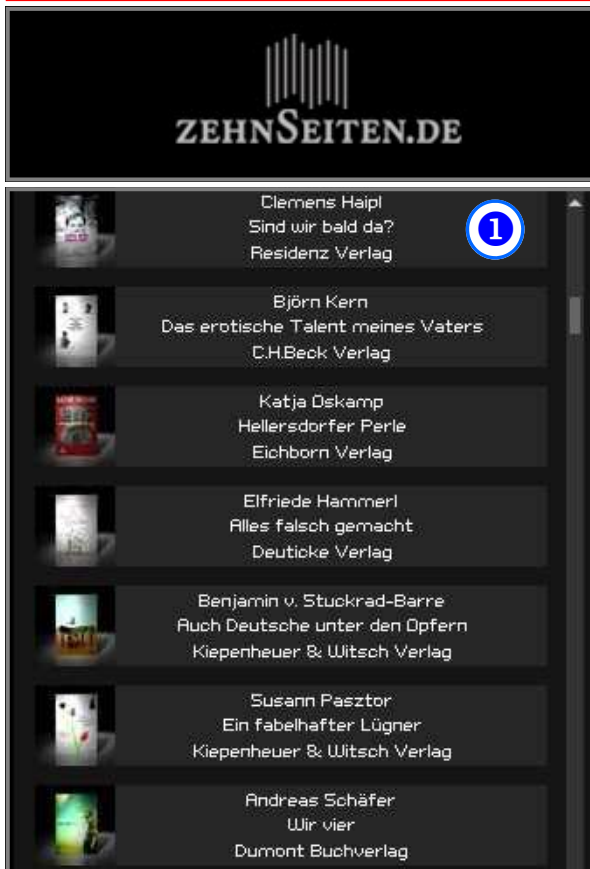 zehnSeiten.de
Clemens Haipl
Sind wir bald da?
Residenz Verlag
1
Björn Kern
Das erotische Talent meines Vaters
C.H.Beck Verlag
Katja Oskamp
Hellersdorfer Perle
Eichborn Verlag
Elfriede Hammerl
Alles falsch gemacht
Deuticke Verlag
Benjamin v. Stuckrad-Barre
Auch Deutsche unter den Opfern
Kiepenheuer & Witsch Verlag
Susann Pasztor
Ein fabelhafter Lügner
Kiepenheuer & Witsch Verlag
Andreas Schäfer
Wir vier
Dumont Buchverlag